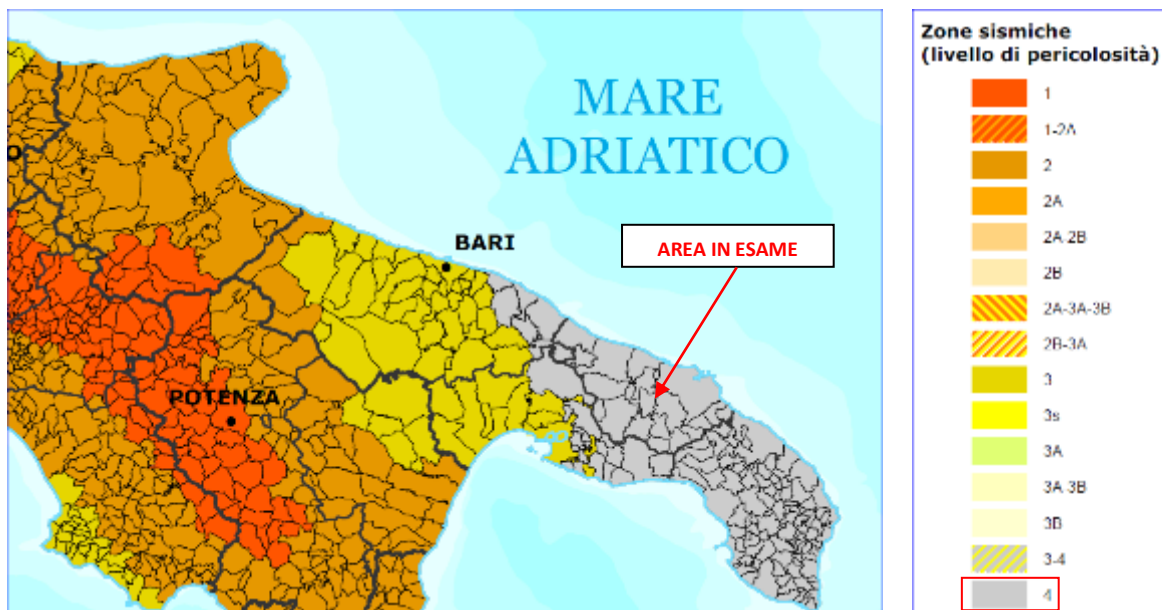 MARE
ADRIATICO
BARI
AREA IN ESAME
POTENZA
Zone sismiche
(livello di pericolosità)
1
1-2A
2
2A
2A-2B
2B
2A-3A-3B
2B-3A
3
3s
3A
3A-3B
3B
3-4
4